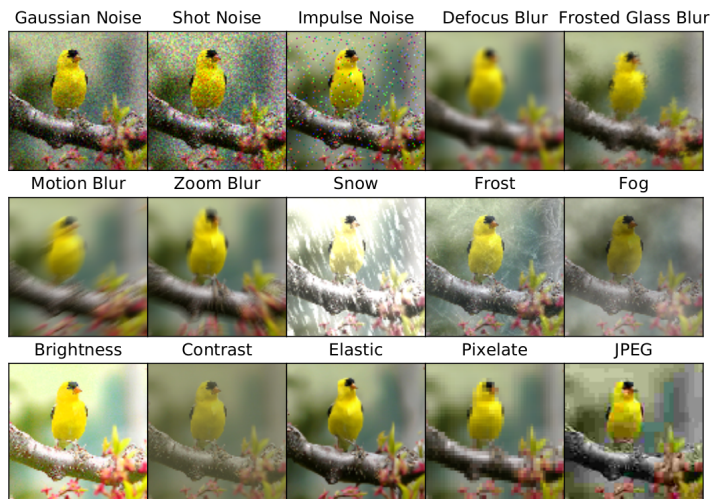 Gaussian Noise Shot Noise Impulse Noise Defocus Blur Frosted Glass Blur
Motion Blur Zoom Blur Snow Frost Fog
Brightness Contrast Elastic Pixelate JPEG